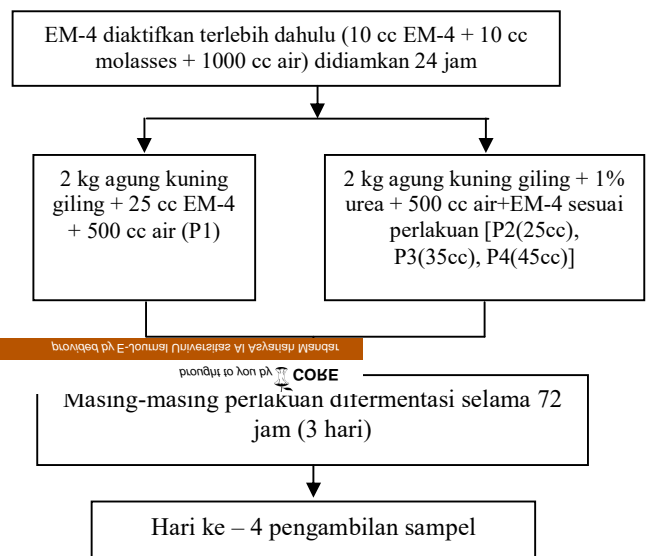 EM-4 diaktifkan terlebih dahulu (10 cc EM-4 + 10 cc
molasses + 1000 cc air) didiamkan 24 jam
2 kg agung kuning
giling + 25 cc EM-4
+ 500 cc air (P1)
2 kg agung kuning giling + 1%
urea + 500 cc air+EM-4 sesuai
perlakuan [P2(25cc),
P3(35cc), P4(45cc)]
provided by E-Journal Universitas Al Asyariah Mandar
brought to you by CORE
Masing-masing perlakuan difermentasi selama 72
jam (3 hari)
Hari ke – 4 pengambilan sampel